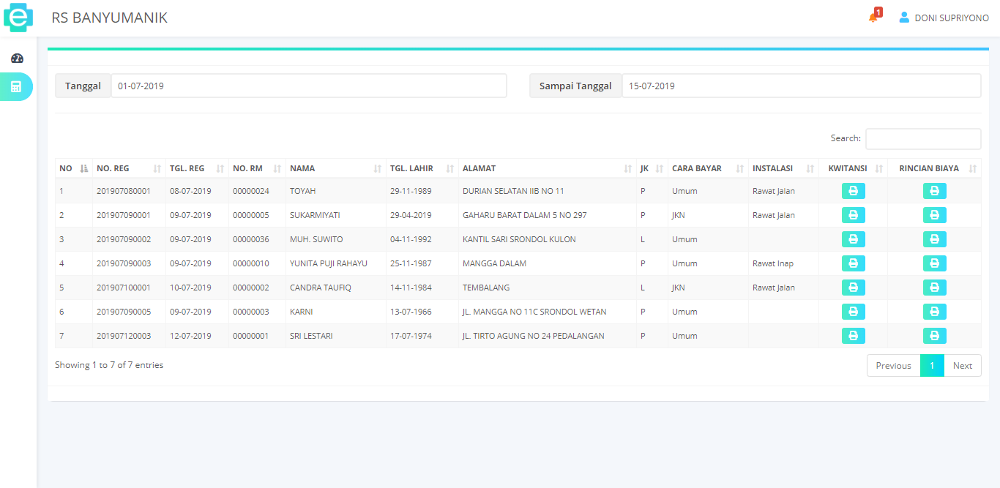 e RS BANYUMANIK 1 DONI SUPRIYONO
Tanggal 01-07-2019 Sampai Tanggal 15-07-2019
Search:
NO NO. REG TGL. REG NO. RM NAMA TGL. LAHIR ALAMAT JK CARA BAYAR INSTALASI KWITANSI RINCIAN BIAYA
1 201907080001 08-07-2019 00000024 TOYAH 29-11-1989 DURIAN SELATAN IIB NO 11 P Umum Rawat Jalan
2 201907090001 09-07-2019 00000005 SUKARMIYATI 29-04-2019 GAHARU BARAT DALAM 5 NO 297 P JKN Rawat Jalan
3 201907090002 09-07-2019 00000036 MUH. SUWITO 04-11-1992 KANTIL SARI SRONDOL KULON L Umum
4 201907090003 09-07-2019 00000010 YUNITA PUJI RAHAYU 25-11-1987 MANGGA DALAM P Umum Rawat Inap
5 201907100001 10-07-2019 00000002 CANDRA TAUFIQ 14-11-1984 TEMBALANG L JKN Rawat Jalan
6 201907090005 09-07-2019 00000003 KARNI 13-07-1966 JL. MANGGA NO 11C SRONDOL WETAN P Umum
7 201907120003 12-07-2019 00000001 SRI LESTARI 17-07-1974 JL. TIRTO AGUNG NO 24 PEDALANGAN P Umum
Showing 1 to 7 of 7 entries Previous 1 Next